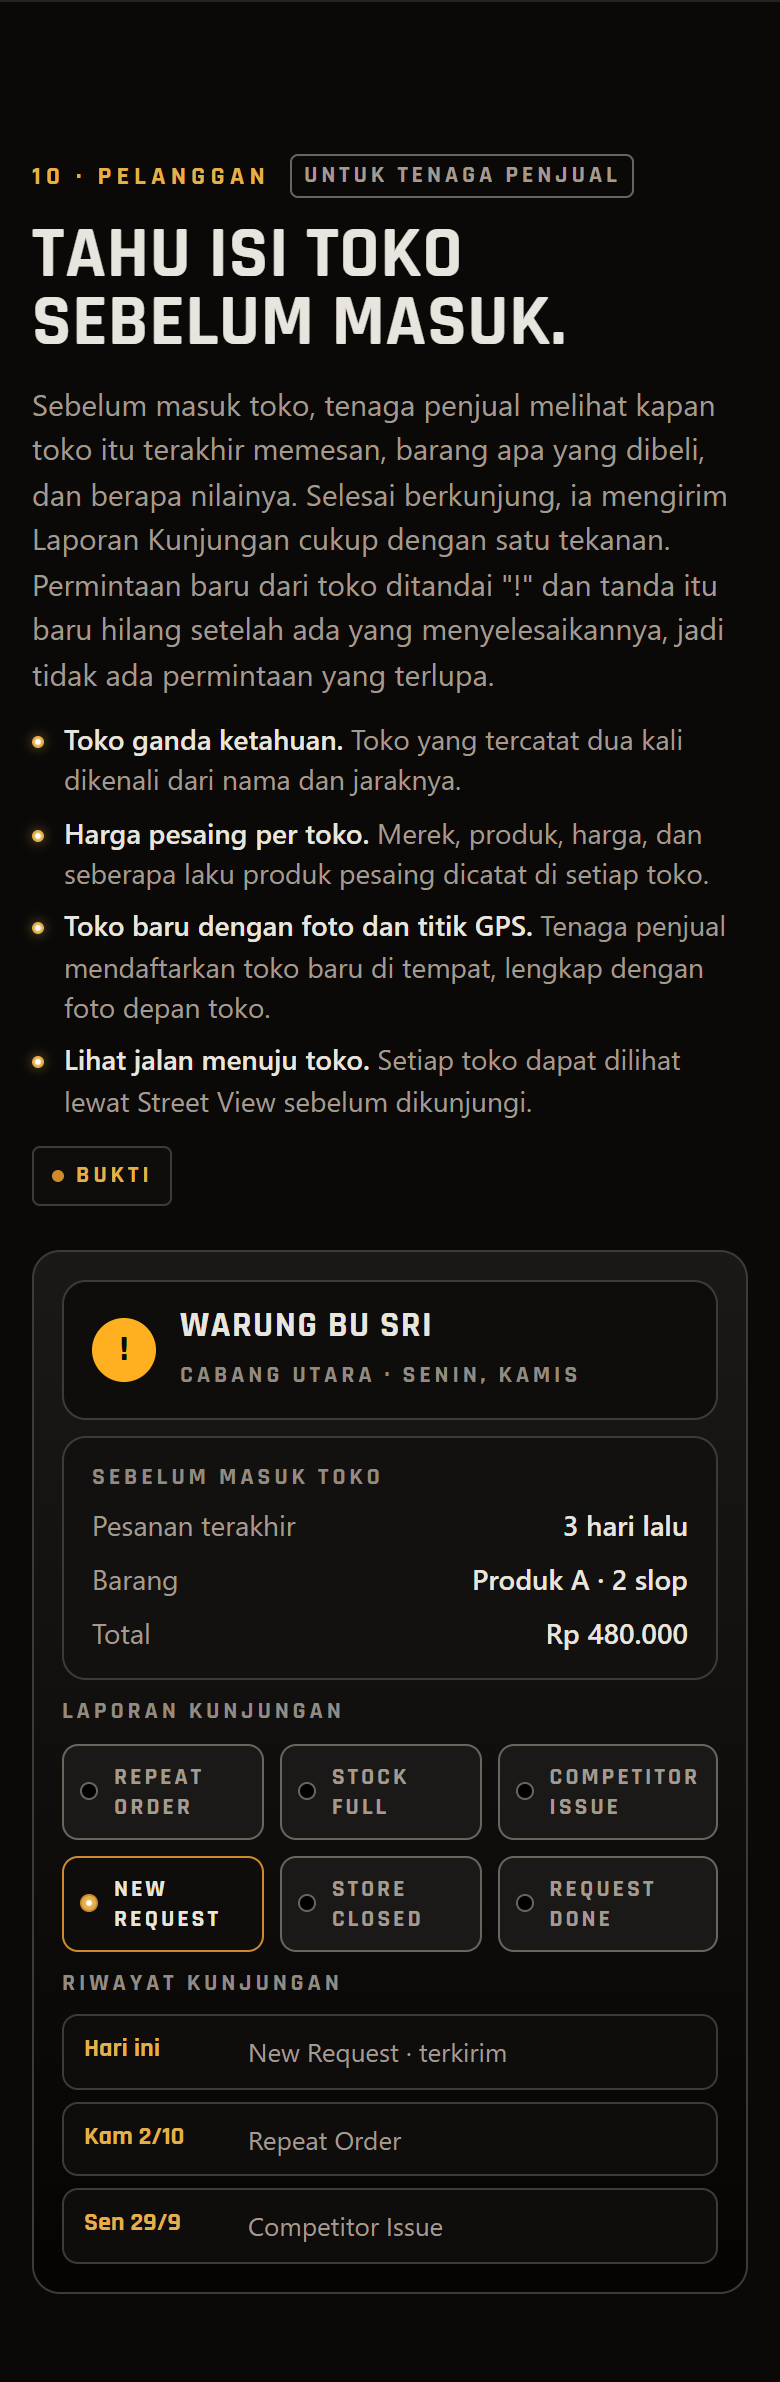 10 · PELANGGAN
UNTUK TENAGA PENJUAL
TAHU ISI TOKO
SEBELUM MASUK.
Sebelum masuk toko, tenaga penjual melihat kapan
toko itu terakhir memesan, barang apa yang dibeli,
dan berapa nilainya. Selesai berkunjung, ia mengirim
Laporan Kunjungan cukup dengan satu tekanan.
Permintaan baru dari toko ditandai "!" dan tanda itu
baru hilang setelah ada yang menyelesaikannya, jadi
tidak ada permintaan yang terlupa.
Toko ganda ketahuan. Toko yang tercatat dua kali
dikenali dari nama dan jaraknya.
Harga pesaing per toko. Merek, produk, harga, dan
seberapa laku produk pesaing dicatat di setiap toko.
Toko baru dengan foto dan titik GPS. Tenaga penjual
mendaftarkan toko baru di tempat, lengkap dengan
foto depan toko.
Lihat jalan menuju toko. Setiap toko dapat dilihat
lewat Street View sebelum dikunjungi.
BUKTI
!
WARUNG BU SRI
CABANG UTARA · SENIN, KAMIS
SEBELUM MASUK TOKO
Pesanan terakhir 3 hari lalu
Barang Produk A · 2 slop
Total Rp 480.000
LAPORAN KUNJUNGAN
REPEAT
ORDER
STOCK
FULL
COMPETITOR
ISSUE
NEW
REQUEST
STORE
CLOSED
REQUEST
DONE
RIWAYAT KUNJUNGAN
Hari ini New Request · terkirim
Kam 2/10 Repeat Order
Sen 29/9 Competitor Issue